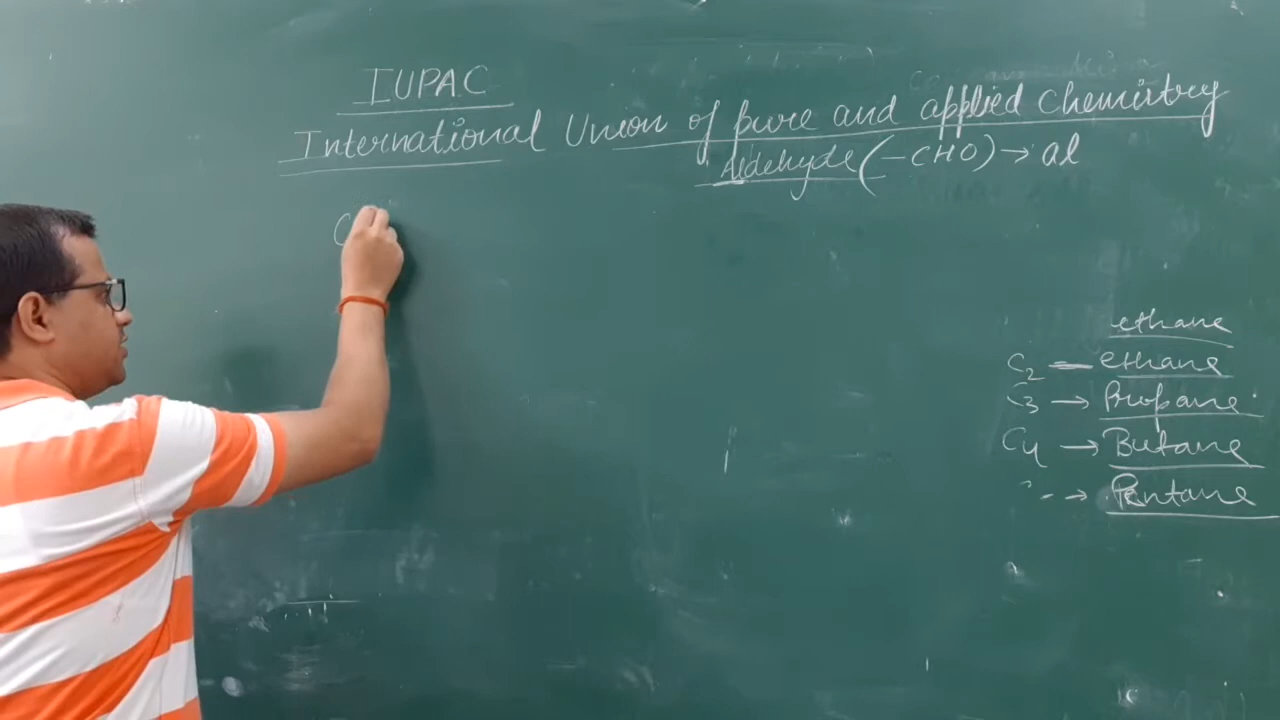 IUPAC
International Union of pure and applied Chemistry
Aldehyde (-CHO) → al
C
ethane
C2 = ethane
C3 → Propane
C4 → Butane
→ Pentane